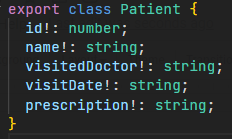 export class Patient {
  id!: number;
  name!: string;
  visitedDoctor!: string;
  visitDate!: string;
  prescription!: string;
}